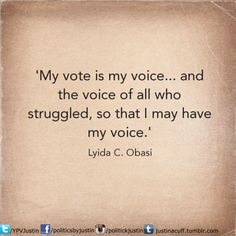 'My vote is my voice... and
the voice of all who
struggled, so that I may have
my voice.'
Lyida C. Obasi
/YPVJustin /politicsbyjustin /politickjustin justinacuff.tumblr.com